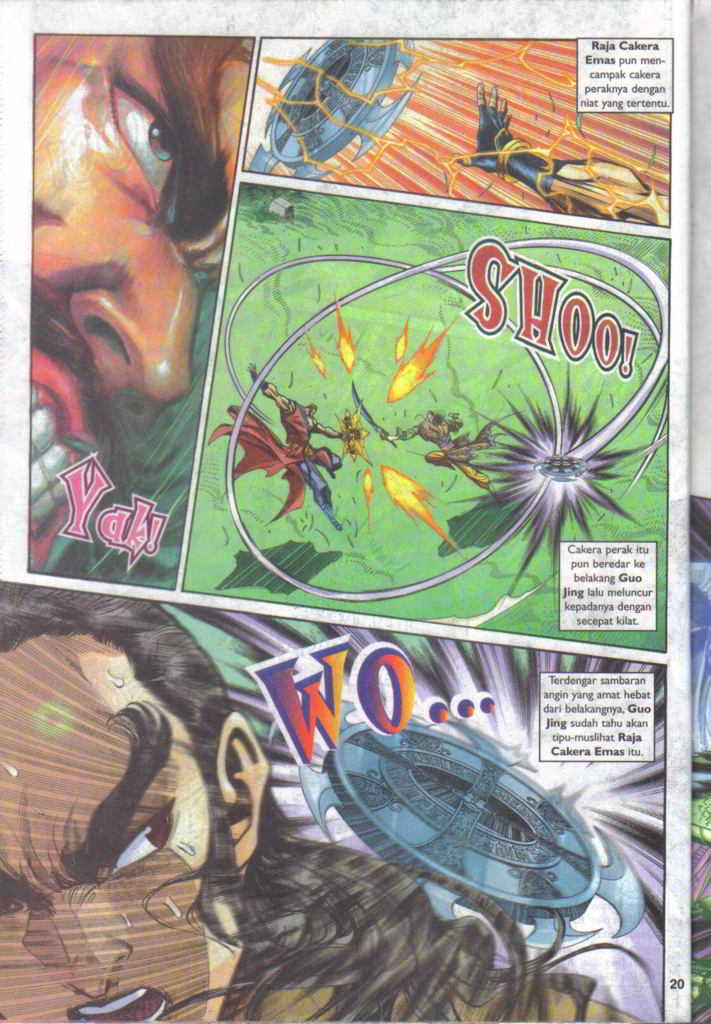 Raja Cakera
Emas pun men-
campak cakera
peraknya dengan
niat yang tertentu.
Yak!
SHOO!
Cakera perak itu
pun beredar ke
belakang Guo
Jing lalu meluncur
kepadanya dengan
secepat kilat.
WO...
Terdengar sambaran
angin yang amat hebat
dari belakangnya, Guo
Jing sudah tahu akan
tipu-muslihat Raja
Cakera Emas itu.
20